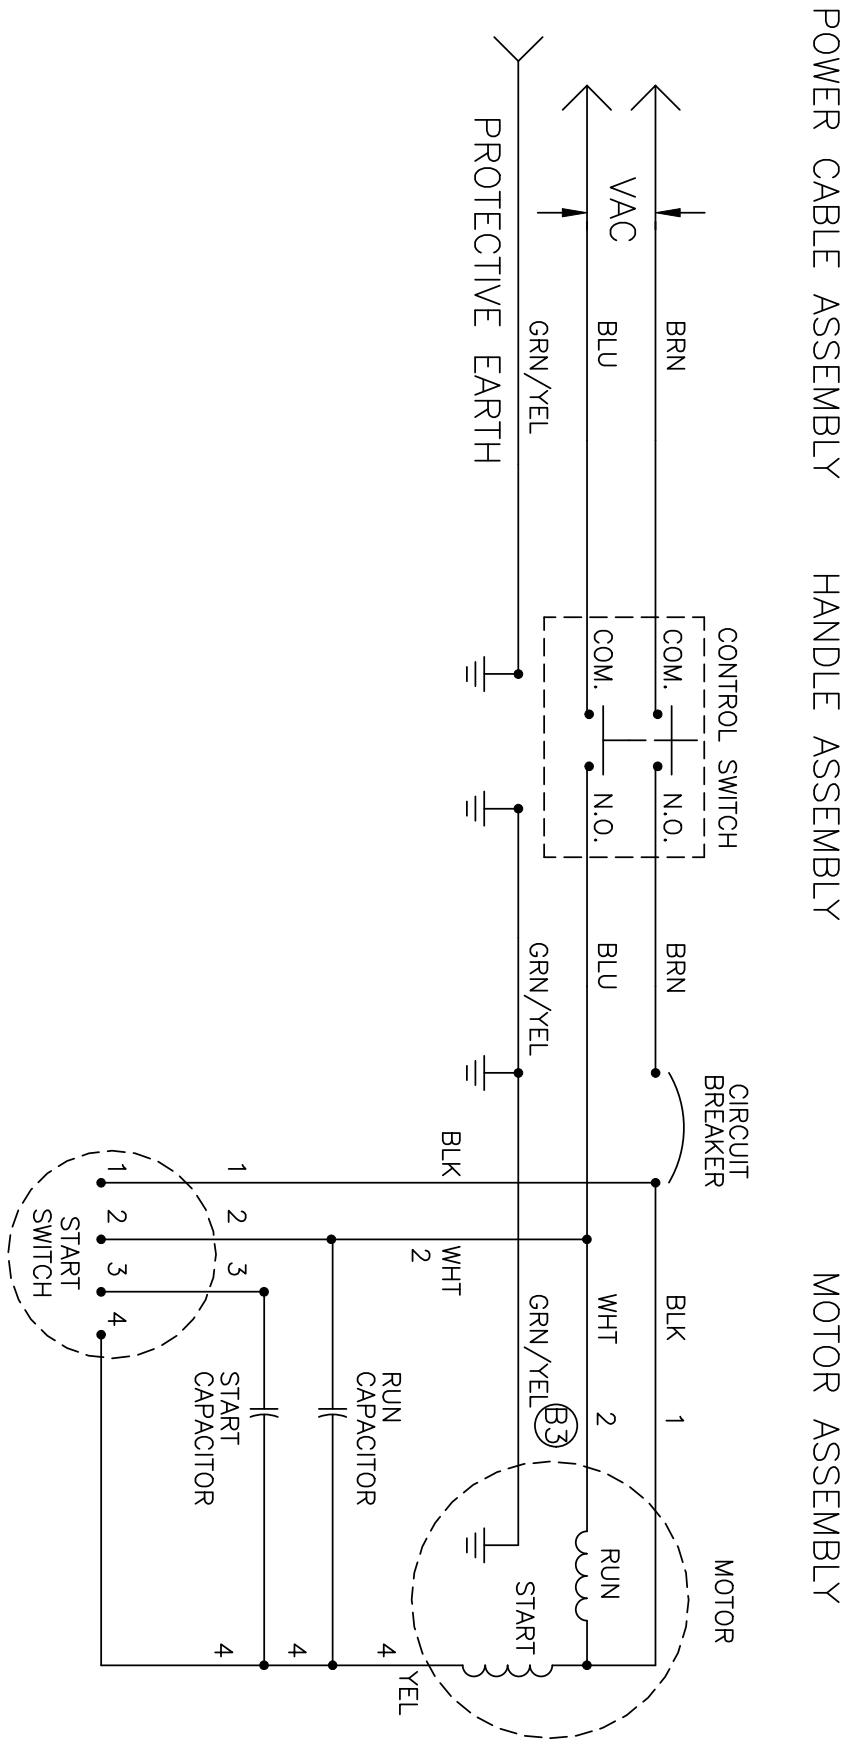 POWER CABLE ASSEMBLY
HANDLE ASSEMBLY
MOTOR ASSEMBLY
CONTROL SWITCH
CIRCUIT
BREAKER
MOTOR
BRN
COM.
N.O.
BRN
BLK
1
VAC
BLU
COM.
N.O.
BLU
WHT
2
RUN
GRN/YEL
GRN/YEL
GRN/YEL
B3
START
PROTECTIVE EARTH
BLK
WHT
2
4
YEL
RUN
CAPACITOR
4
1
2
3
START
CAPACITOR
4
1
2
3
4
START
SWITCH